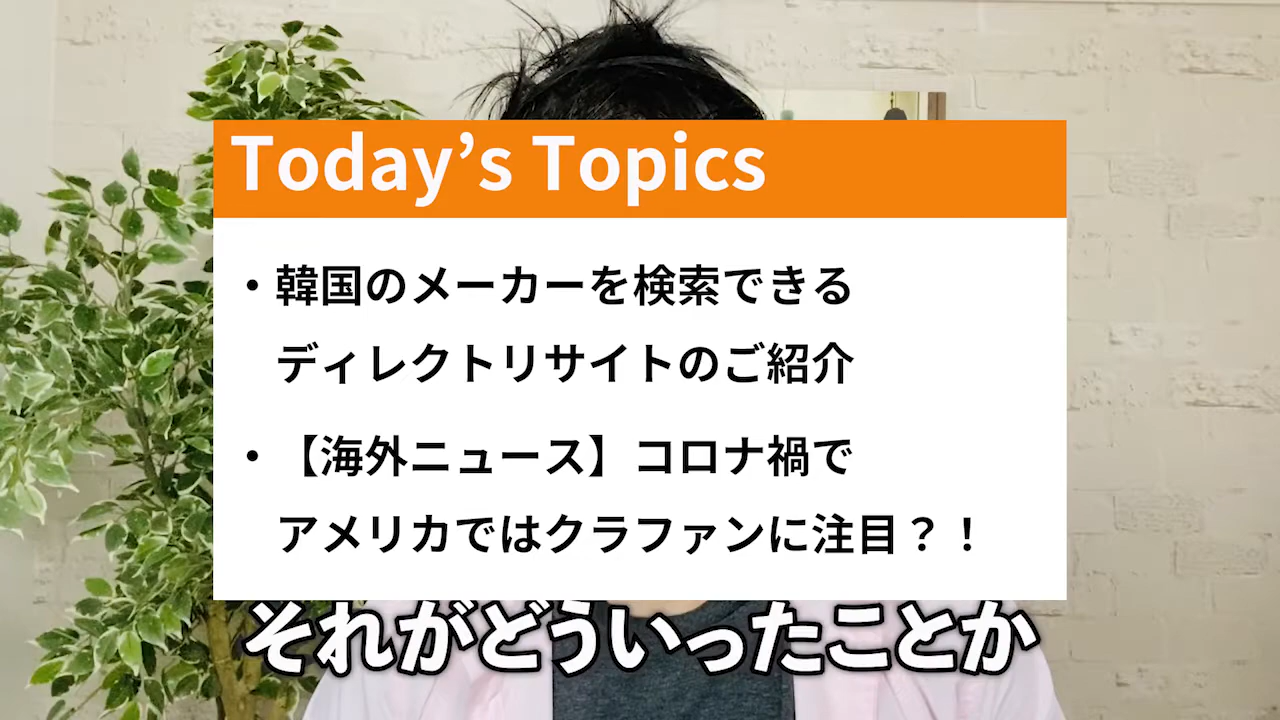 Today’s Topics
・韓国のメーカーを検索できる
ディレクトリサイトのご紹介
・【海外ニュース】コロナ禍で
アメリカではクラファンに注目？！
それがどういったことか